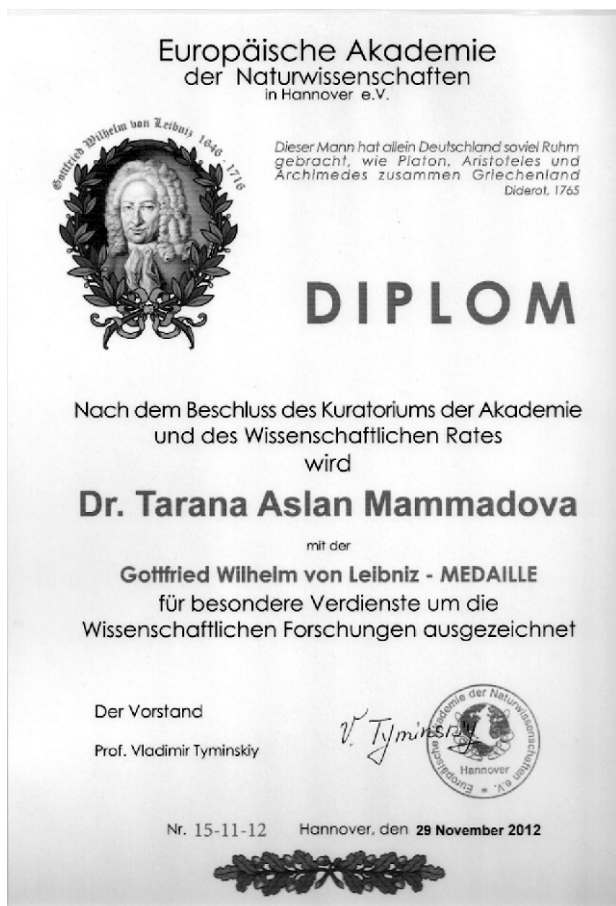 Europäische Akademie
der Naturwissenschaften
in Hannover e.V.
Gottfried Wilhelm von Leibniz 1646 - 1716
Dieser Mann hat allein Deutschland soviel Ruhm
gebracht, wie Platon, Aristoteles und
Archimedes zusammen Griechenland
Diderot, 1765
DIPLOM
Nach dem Beschluss des Kuratoriums der Akademie
und des Wissenschaftlichen Rates
wird
Dr. Tarana Aslan Mammadova
mit der
Gottfried Wilhelm von Leibniz - MEDAILLE
für besondere Verdienste um die
Wissenschaftlichen Forschungen ausgezeichnet
Der Vorstand
V. Tyminskiy
Prof. Vladimir Tyminskiy
Europäische Akademie der Naturwissenschaften e.V. *
Hannover
Nr. 15-11-12 Hannover, den 29 November 2012